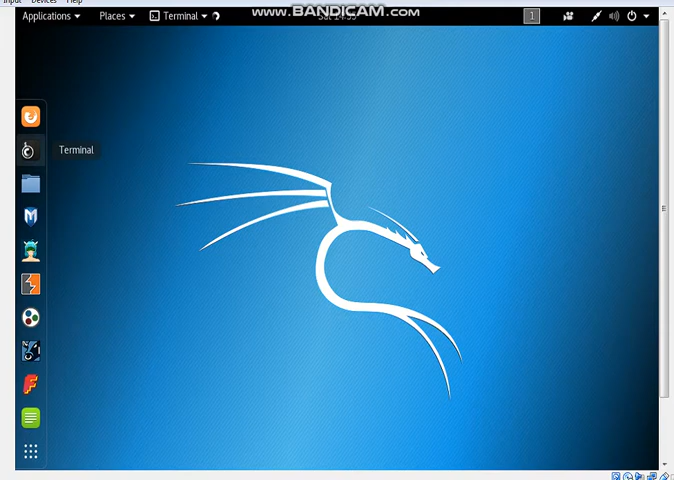 Input Devices Help
www.BANDICAM.com
Applications Places Terminal
1
Terminal